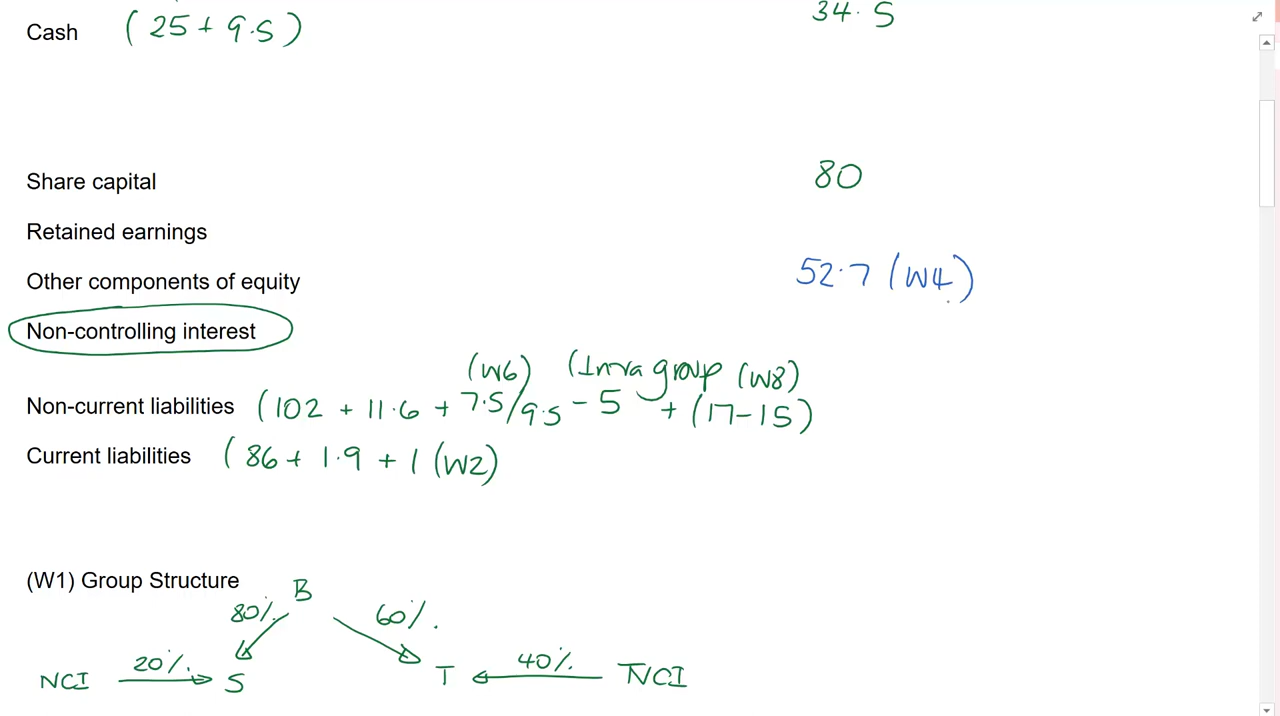 Cash (25 + 9.5) 34.5
Share capital 80
Retained earnings
Other components of equity 52.7 (W4)
Non-controlling interest
(W6) (Inra group (W8)
Non-current liabilities (102 + 11.6 + 7.5/9.5 - 5 + (17-15)
Current liabilities (86 + 1.9 + 1 (W2)
(W1) Group Structure B
80%. 60%.
NCI 20%. S T 40%. NCI